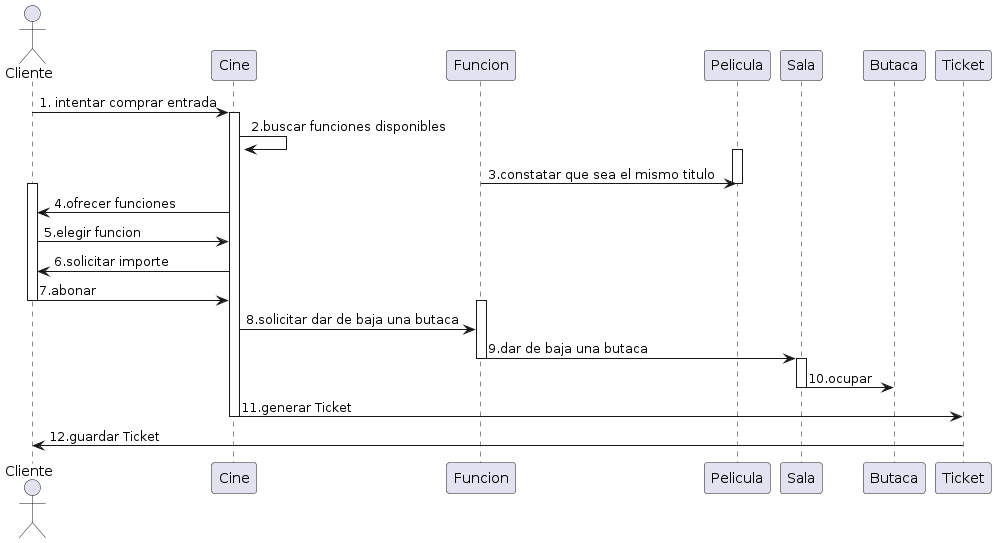 Cliente
Cine
Funcion
Pelicula
Sala
Butaca
Ticket
1. intentar comprar entrada
2.buscar funciones disponibles
3.constatar que sea el mismo titulo
4.ofrecer funciones
5.elegir funcion
6.solicitar importe
7.abonar
8.solicitar dar de baja una butaca
9.dar de baja una butaca
10.ocupar
11.generar Ticket
12.guardar Ticket
Cliente
Cine
Funcion
Pelicula
Sala
Butaca
Ticket